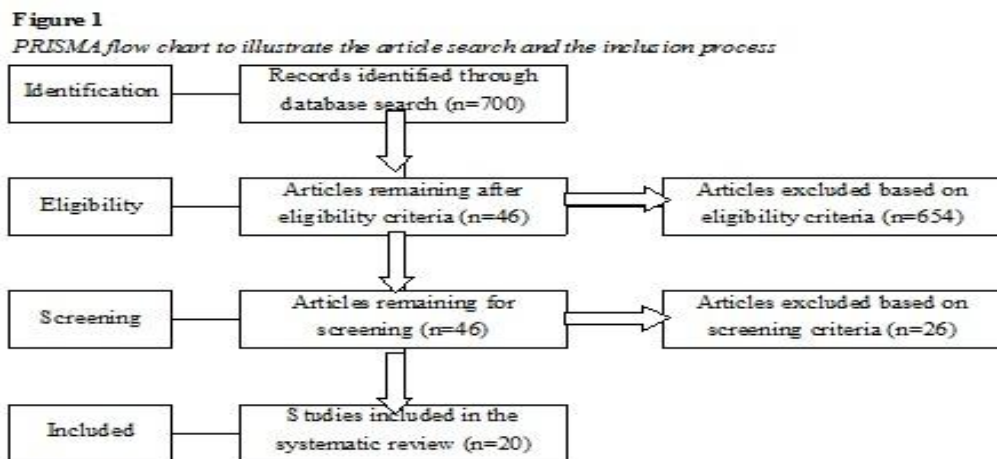 Figure 1
PRISMA flow chart to illustrate the article search and the inclusion process
Identification
Records identified through
database search (n=700)
Eligibility
Articles remaining after
eligibility criteria (n=46)
Articles excluded based on
eligibility criteria (n=654)
Screening
Articles remaining for
screening (n=46)
Articles excluded based on
screening criteria (n=26)
Included
Studies included in the
systematic review (n=20)